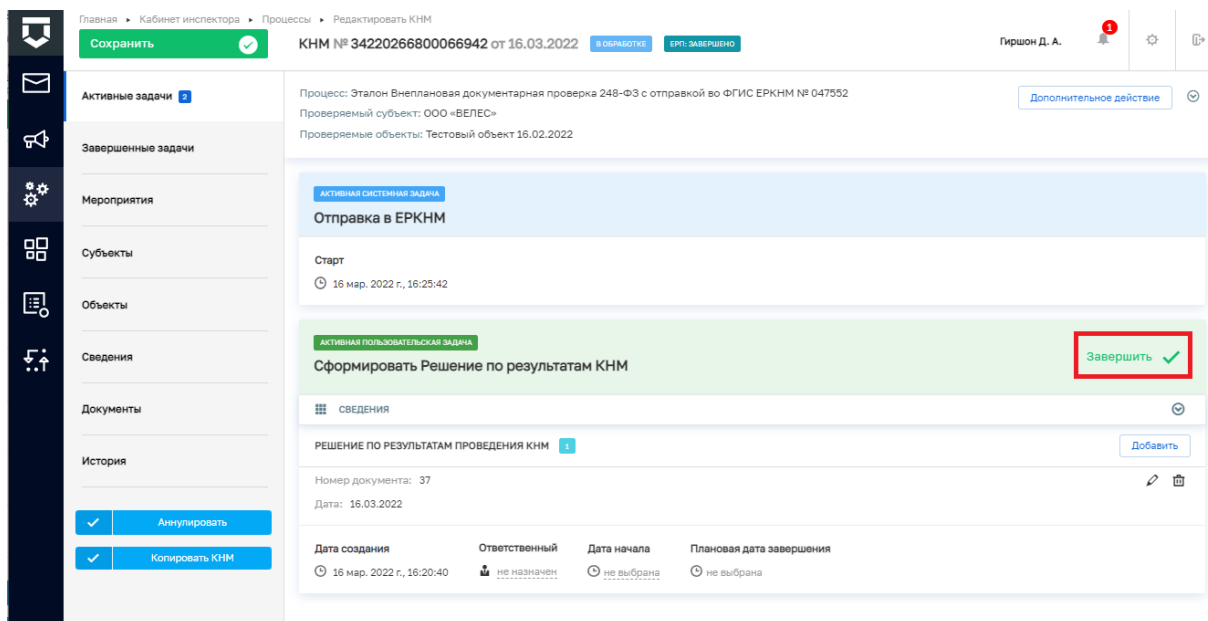 Главная ▸ Кабинет инспектора ▸ Процессы ▸ Редактировать КНМ
Сохранить
КНМ № 34220266800066942 от 16.03.2022 В ОБРАБОТКЕ ЕРП: ЗАВЕРШЕНО
Гиршон Д. А.
1
Активные задачи 2
Завершенные задачи
Мероприятия
Субъекты
Объекты
Сведения
Документы
История
Аннулировать
Копировать КНМ
Процесс: Эталон Внеплановая документарная проверка 248-ФЗ с отправкой во ФГИС ЕРКНМ № 047552
Проверяемый субъект: ООО «ВЕЛЕС»
Проверяемые объекты: Тестовый объект 16.02.2022
Дополнительное действие
АКТИВНАЯ СИСТЕМНАЯ ЗАДАЧА
Отправка в ЕРКНМ
Старт
16 мар. 2022 г., 16:25:42
АКТИВНАЯ ПОЛЬЗОВАТЕЛЬСКАЯ ЗАДАЧА
Сформировать Решение по результатам КНМ
Завершить
СВЕДЕНИЯ
РЕШЕНИЕ ПО РЕЗУЛЬТАТАМ ПРОВЕДЕНИЯ КНМ 1
Добавить
Номер документа: 37
Дата: 16.03.2022
Дата создания Ответственный Дата начала Плановая дата завершения
16 мар. 2022 г., 16:20:40 не назначен не выбрана не выбрана